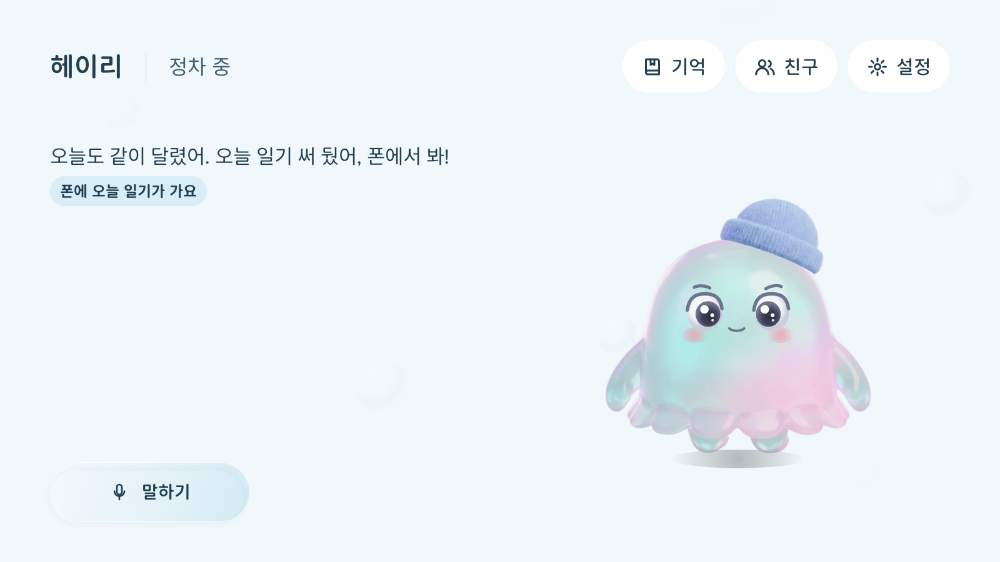 헤이리
정차 중
기억
친구
설정
오늘도 같이 달렸어. 오늘 일기 써 뒀어, 폰에서 봐!
폰에 오늘 일기가 가요
말하기